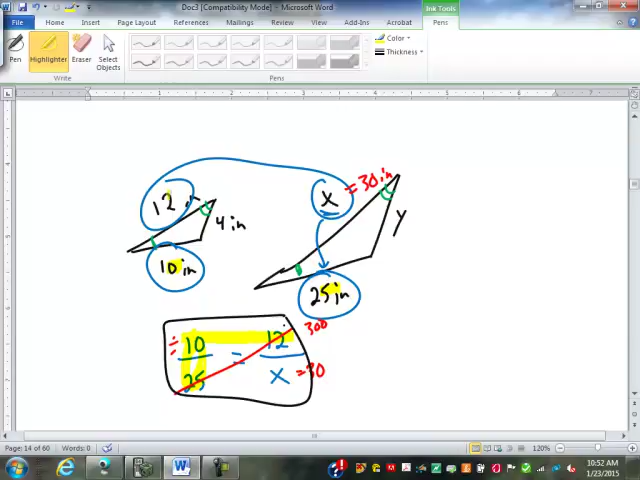 Doc3 [Compatibility Mode] - Microsoft Word
Ink Tools
File Home Insert Page Layout References Mailings Review View Add-Ins Acrobat Pens
Pen Highlighter Eraser Select Objects
Color
Thickness
Write Pens
12
x = 30 in
4 in
y
10 in
25 in
÷ 10 = 12 300
25 x = 30
Page: 14 of 60 Words: 0 120%
10:52 AM
1/23/2015